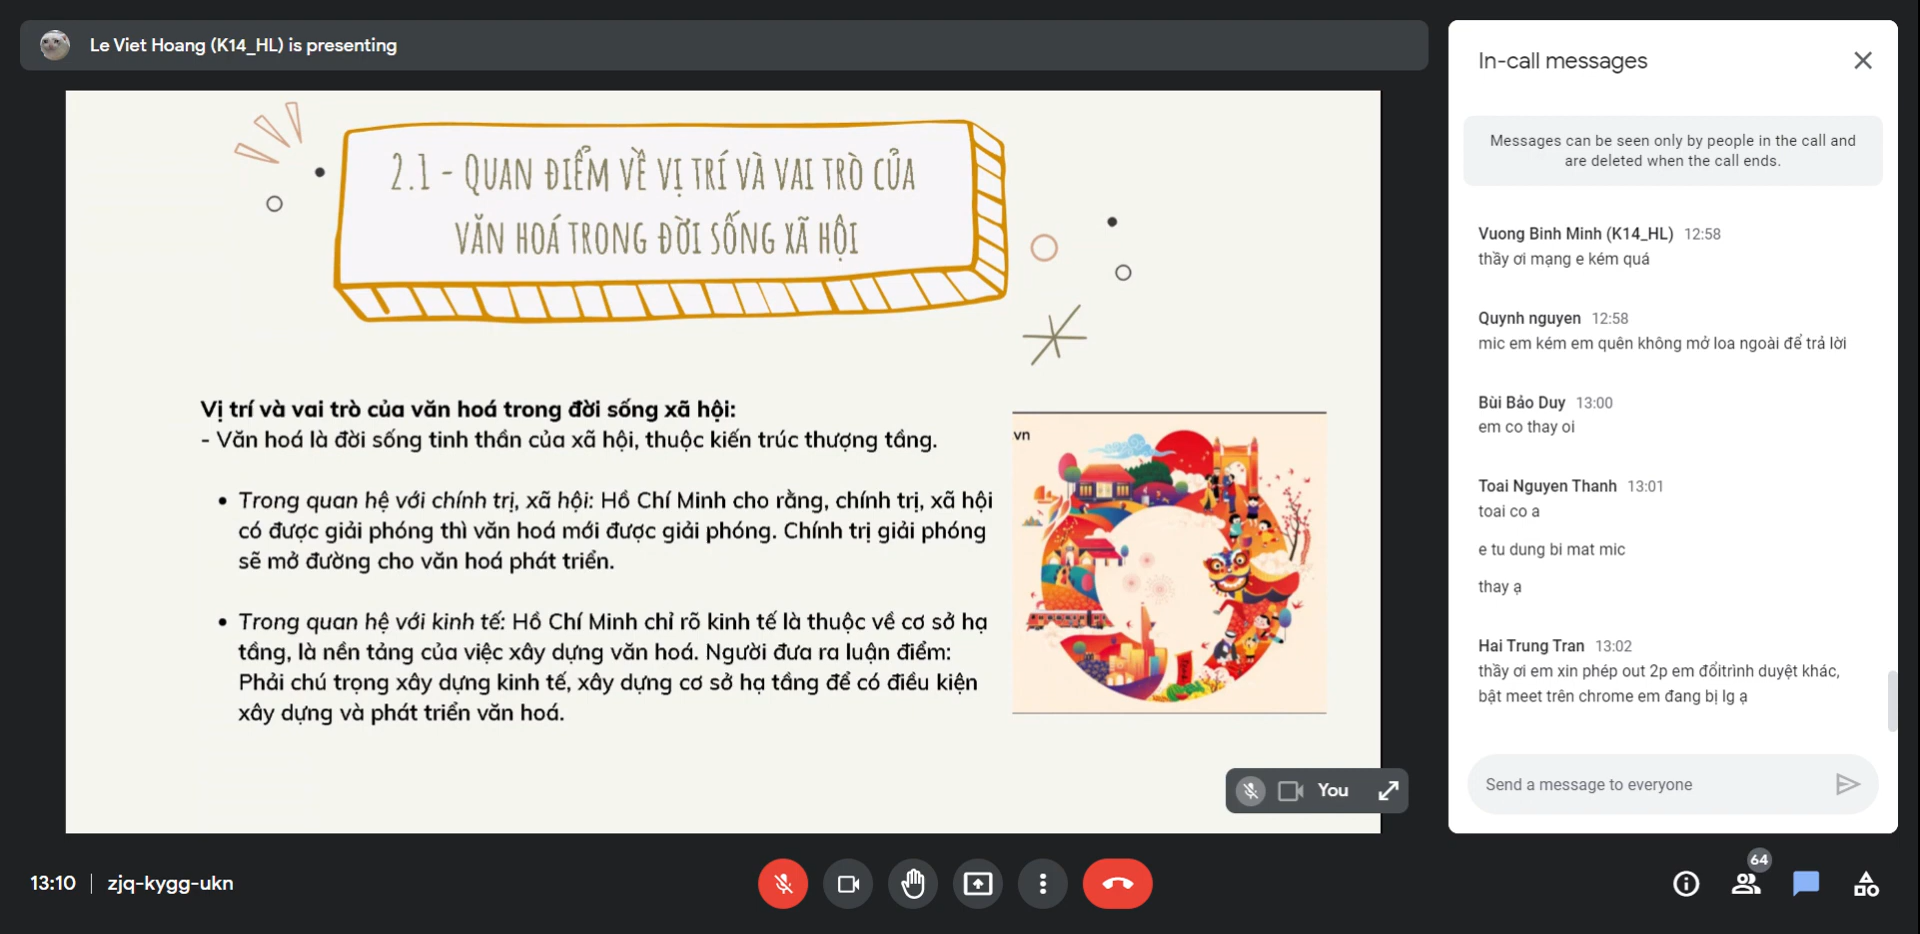 Le Viet Hoang (K14_HL) is presenting
2.1 - QUAN ĐIỂM VỀ VỊ TRÍ VÀ VAI TRÒ CỦA
VĂN HOÁ TRONG ĐỜI SỐNG XÃ HỘI
Vị trí và vai trò của văn hoá trong đời sống xã hội:
- Văn hoá là đời sống tinh thần của xã hội, thuộc kiến trúc thượng tầng.
• Trong quan hệ với chính trị, xã hội: Hồ Chí Minh cho rằng, chính trị, xã hội
có được giải phóng thì văn hoá mới được giải phóng. Chính trị giải phóng
sẽ mở đường cho văn hoá phát triển.
• Trong quan hệ với kinh tế: Hồ Chí Minh chỉ rõ kinh tế là thuộc về cơ sở hạ
tầng, là nền tảng của việc xây dựng văn hoá. Người đưa ra luận điểm:
Phải chú trọng xây dựng kinh tế, xây dựng cơ sở hạ tầng để có điều kiện
xây dựng và phát triển văn hoá.
vn
You
In-call messages
Messages can be seen only by people in the call and
are deleted when the call ends.
Vuong Binh Minh (K14_HL) 12:58
thầy ơi mạng e kém quá
Quynh nguyen 12:58
mic em kém em quên không mở loa ngoài để trả lời
Bùi Bảo Duy 13:00
em co thay oi
Toai Nguyen Thanh 13:01
toai co a
e tu dung bi mat mic
thay ạ
Hai Trung Tran 13:02
thầy ơi em xin phép out 2p em đổitrình duyệt khác,
bật meet trên chrome em đang bị lg ạ
Send a message to everyone
13:10 | zjq-kygg-ukn
64